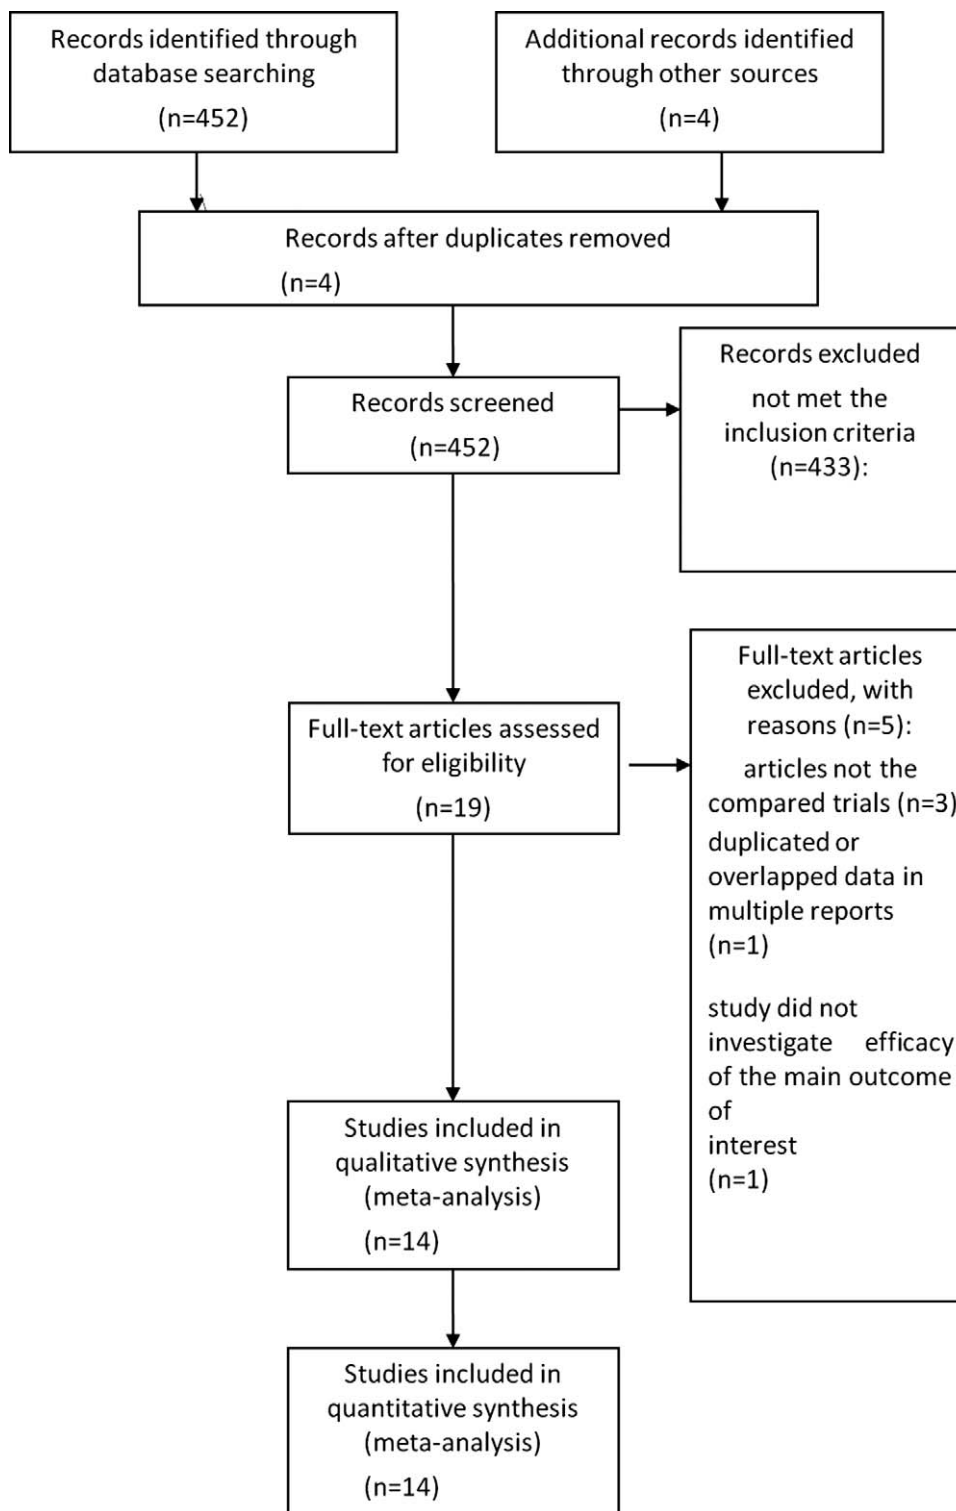 Records identified through
database searching
(n=452)
Additional records identified
through other sources
(n=4)
Records after duplicates removed
(n=4)
Records screened
(n=452)
Records excluded
not met the
inclusion criteria
(n=433):
Full-text articles assessed
for eligibility
(n=19)
Full-text articles
excluded, with
reasons (n=5):
articles not the
compared trials (n=3)
duplicated or
overlapped data in
multiple reports
(n=1)
study did not
investigate efficacy
of the main outcome
of
interest
(n=1)
Studies included in
qualitative synthesis
(meta-analysis)
(n=14)
Studies included in
quantitative synthesis
(meta-analysis)
(n=14)